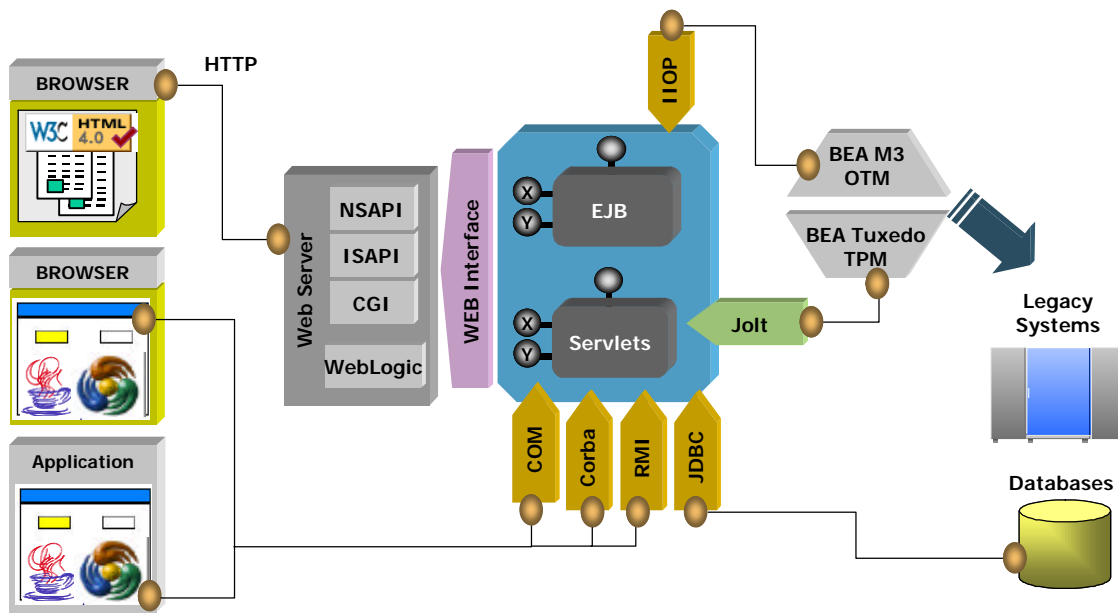 HTTP
BROWSER
W3C HTML
4.0
BROWSER
Application
Web Server
NSAPI
ISAPI
CGI
WebLogic
WEB Interface
IIOP
X
Y
EJB
X
Y
Servlets
COM
Corba
RMI
JDBC
Jolt
BEA M3
OTM
BEA Tuxedo
TPM
Legacy
Systems
Databases